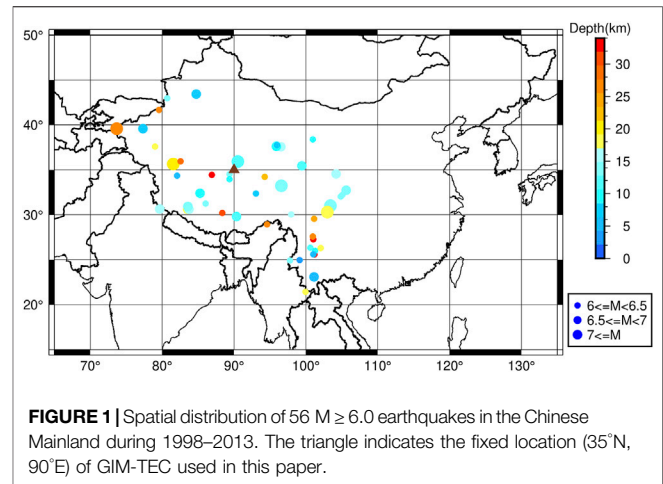 Depth(km)
50°
40°
30°
20°
70° 80° 90° 100° 110° 120° 130°
30
25
20
15
10
5
0
6<=M<6.5
6.5<=M<7
7<=M
FIGURE 1 | Spatial distribution of 56 M ≥ 6.0 earthquakes in the Chinese
Mainland during 1998–2013. The triangle indicates the fixed location (35°N,
90°E) of GIM-TEC used in this paper.